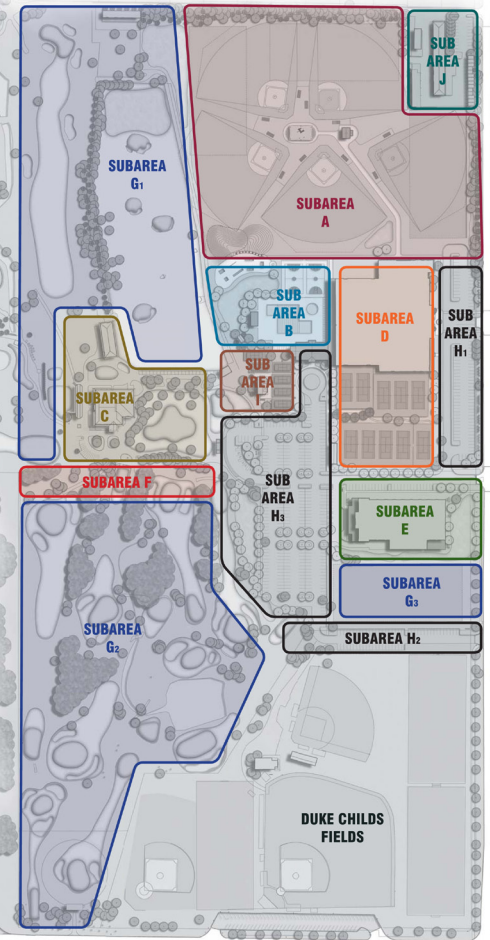 SUB
AREA
J
SUBAREA
G1
SUBAREA
A
SUB
AREA
B
SUBAREA
D
SUB
AREA
H1
SUB
AREA
I
SUBAREA
C
SUBAREA F
SUB
AREA
H3
SUBAREA
E
SUBAREA
G3
SUBAREA
G2
SUBAREA H2
DUKE CHILDS
FIELDS